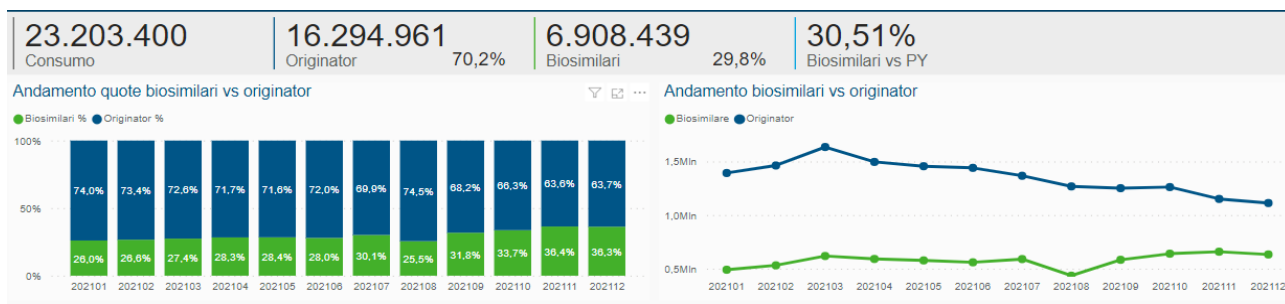 23.203.400
Consumo
16.294.961
Originator 70,2%
6.908.439
Biosimilari 29,8%
30,51%
Biosimilari vs PY
Andamento quote biosimilari vs originator
Biosimilari % Originator %
100%
50%
0%
74,0% 73,4% 72,6% 71,7% 71,6% 72,0% 69,9% 74,5% 68,2% 66,3% 63,6% 63,7%
26,0% 26,6% 27,4% 28,3% 28,4% 28,0% 30,1% 25,5% 31,8% 33,7% 36,4% 36,3%
202101 202102 202103 202104 202105 202106 202107 202108 202109 202110 202111 202112
Andamento biosimilari vs originator
Biosimilare Originator
1,5Mln
1,0Mln
0,5Mln
202101 202102 202103 202104 202105 202106 202107 202108 202109 202110 202111 202112